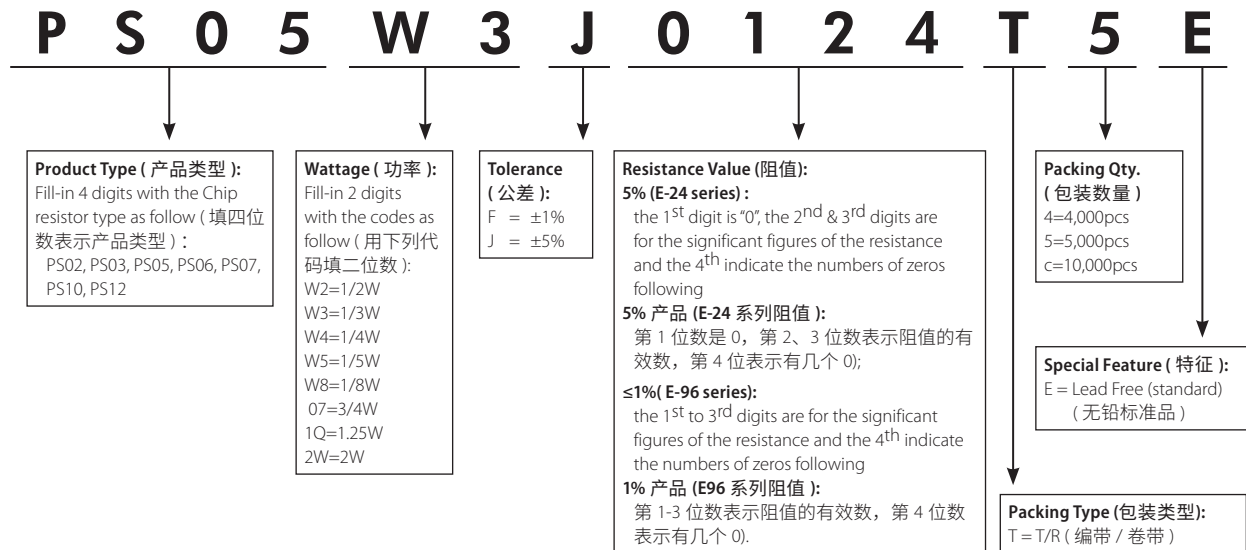 P S 0 5 W 3 J 0 1 2 4 T 5 E
Product Type ( 产品类型 ):
Fill-in 4 digits with the Chip
resistor type as follow ( 填四位
数表示产品类型 ) :
PS02, PS03, PS05, PS06, PS07,
PS10, PS12
Wattage ( 功率 ):
Fill-in 2 digits
with the codes as
follow ( 用下列代
码填二位数 ):
W2=1/2W
W3=1/3W
W4=1/4W
W5=1/5W
W8=1/8W
07=3/4W
1Q=1.25W
2W=2W
Tolerance
( 公差 ):
F = ±1%
J = ±5%
Resistance Value (阻值):
5% (E-24 series) :
the 1st digit is "0", the 2nd & 3rd digits are
for the significant figures of the resistance
and the 4th indicate the numbers of zeros
following
5% 产品 (E-24 系列阻值 ):
第 1 位数是 0，第 2、3 位数表示阻值的有
效数，第 4 位表示有几个 0);
≤1%( E-96 series):
the 1st to 3rd digits are for the significant
figures of the resistance and the 4th indicate
the numbers of zeros following
1% 产品 (E96 系列阻值 ):
第 1-3 位数表示阻值的有效数，第 4 位数
表示有几个 0).
Packing Qty.
( 包装数量 )
4=4,000pcs
5=5,000pcs
c=10,000pcs
Special Feature ( 特征 ):
E = Lead Free (standard)
( 无铅标准品 )
Packing Type (包装类型):
T = T/R ( 编带 / 卷带 )